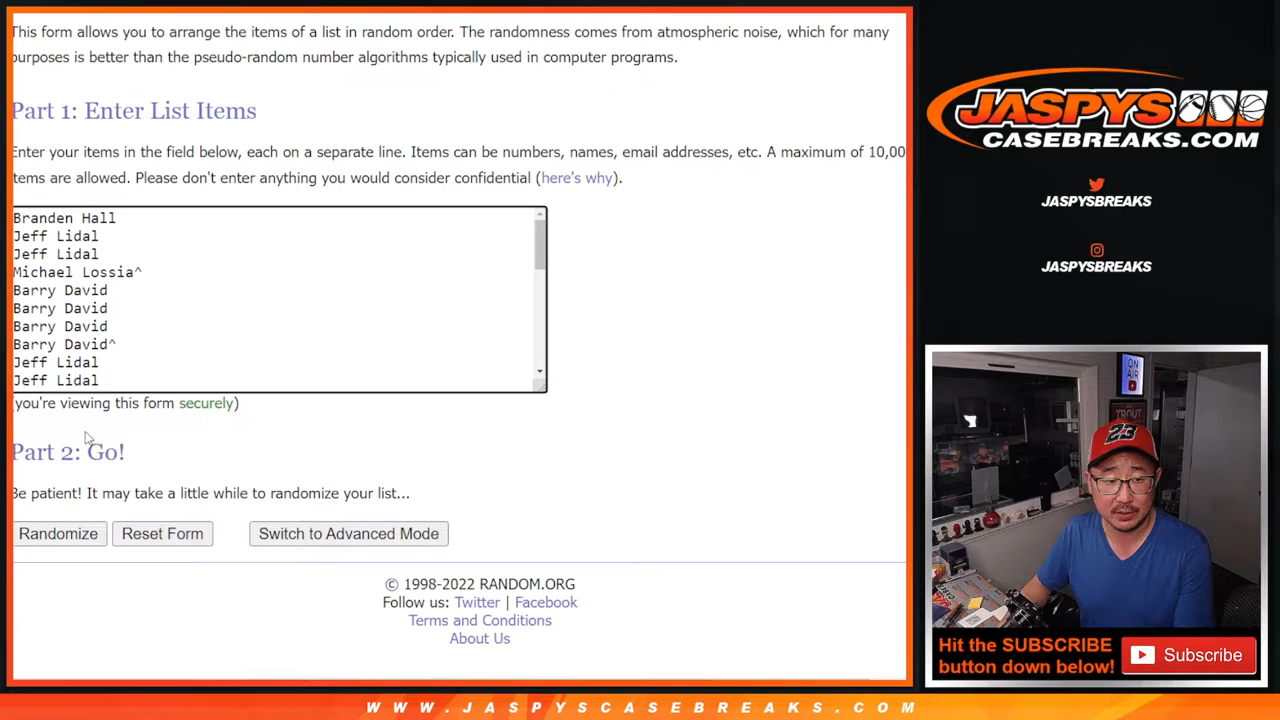 This form allows you to arrange the items of a list in random order. The randomness comes from atmospheric noise, which for many
purposes is better than the pseudo-random number algorithms typically used in computer programs.
Part 1: Enter List Items
Enter your items in the field below, each on a separate line. Items can be numbers, names, email addresses, etc. A maximum of 10,00
items are allowed. Please don't enter anything you would consider confidential (here's why).
Branden Hall
Jeff Lidal
Jeff Lidal
Michael Lossia^
Barry David
Barry David
Barry David
Barry David^
Jeff Lidal
Jeff Lidal
(you're viewing this form securely)
Part 2: Go!
Be patient! It may take a little while to randomize your list...
Randomize
Reset Form
Switch to Advanced Mode
© 1998-2022 RANDOM.ORG
Follow us: Twitter | Facebook
Terms and Conditions
About Us
JASPYS
CASEBREAKS.COM
JASPYSBREAKS
JASPYSBREAKS
ON AIR
TROUT
23
Hit the SUBSCRIBE
button down below!
Subscribe
WWW.JASPYSCASEBREAKS.COM